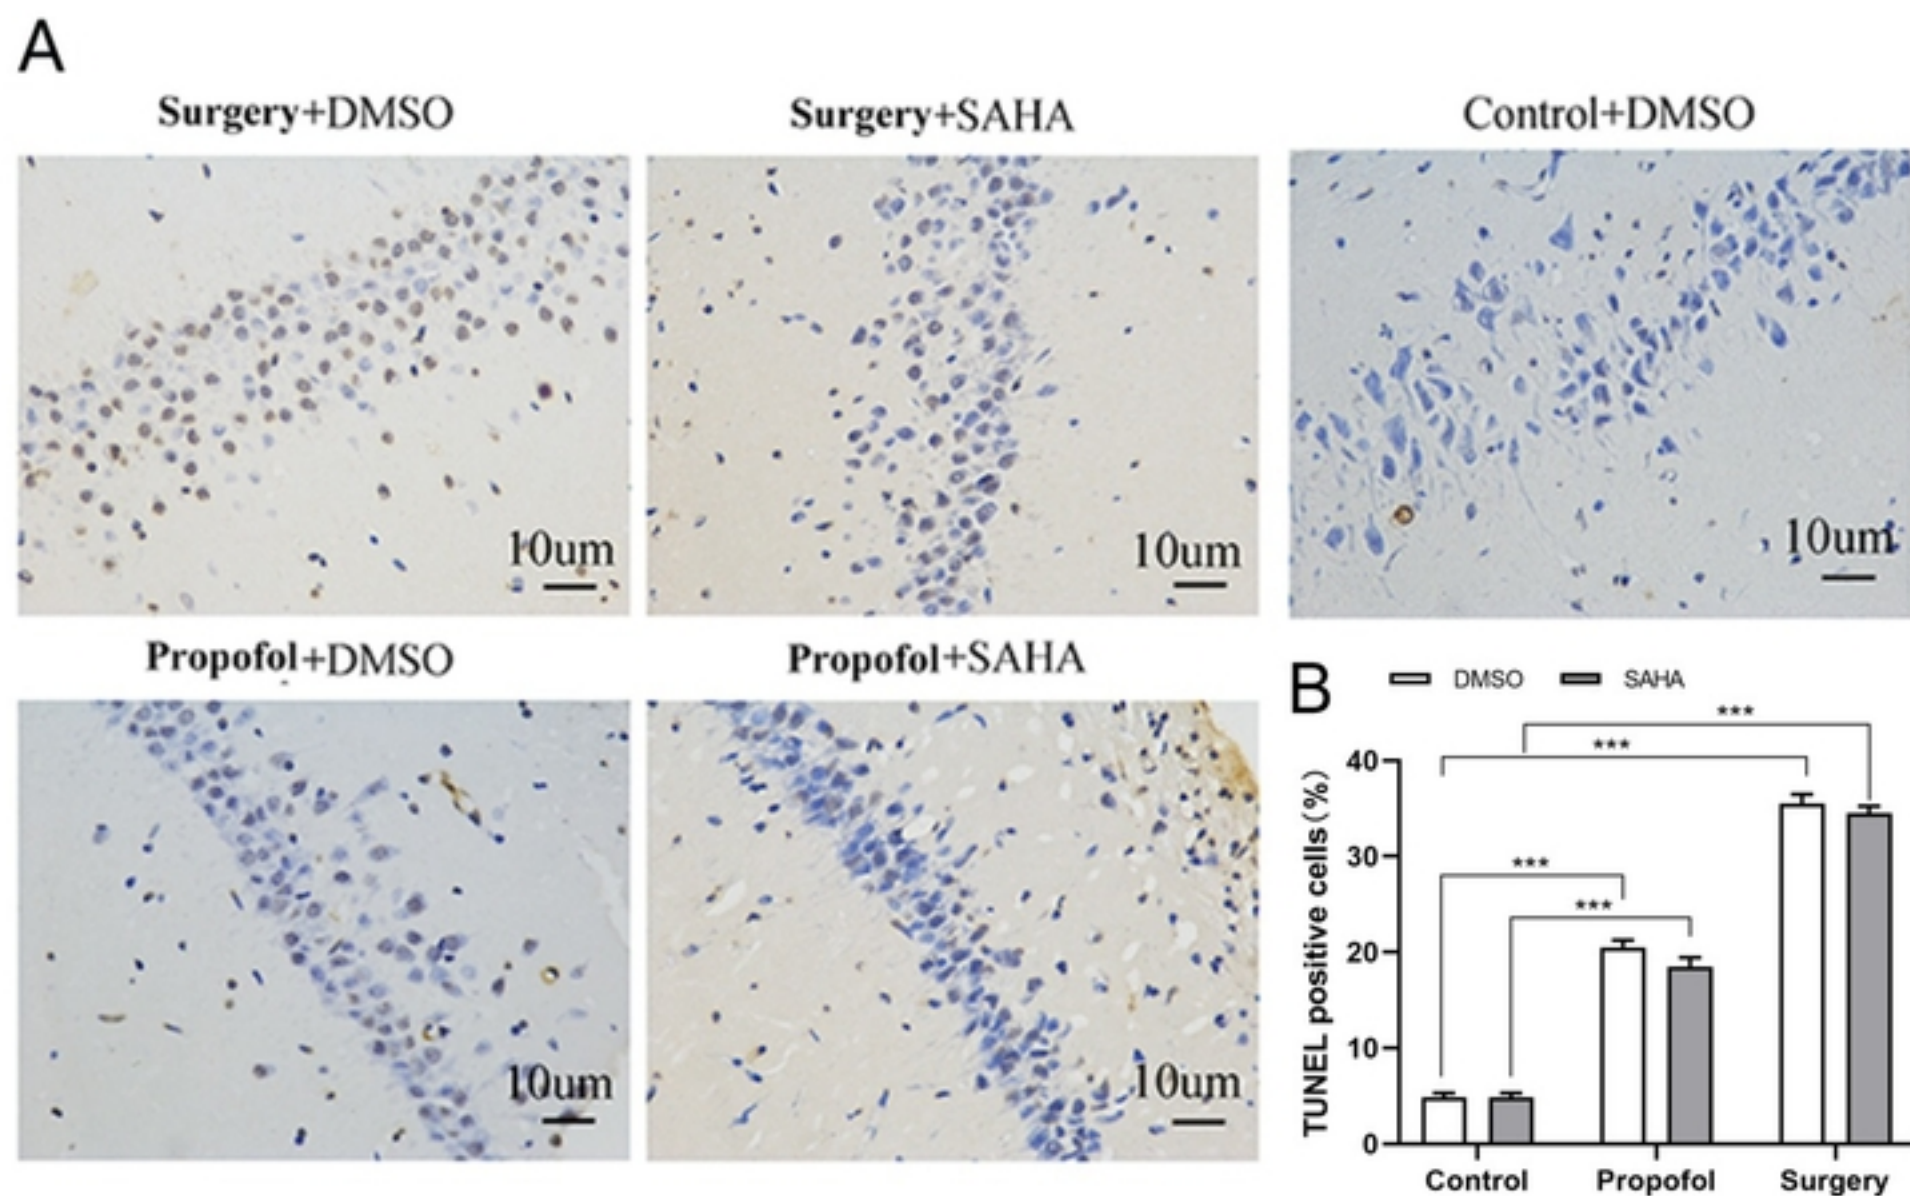 A
Surgery+DMSO
Surgery+SAHA
Control+DMSO
10um
10um
10um
Propofol+DMSO
Propofol+SAHA
10um
10um
B
DMSO
SAHA
***
***
***
***
TUNEL positive cells(%)
40
30
20
10
0
Control
Propofol
Surgery